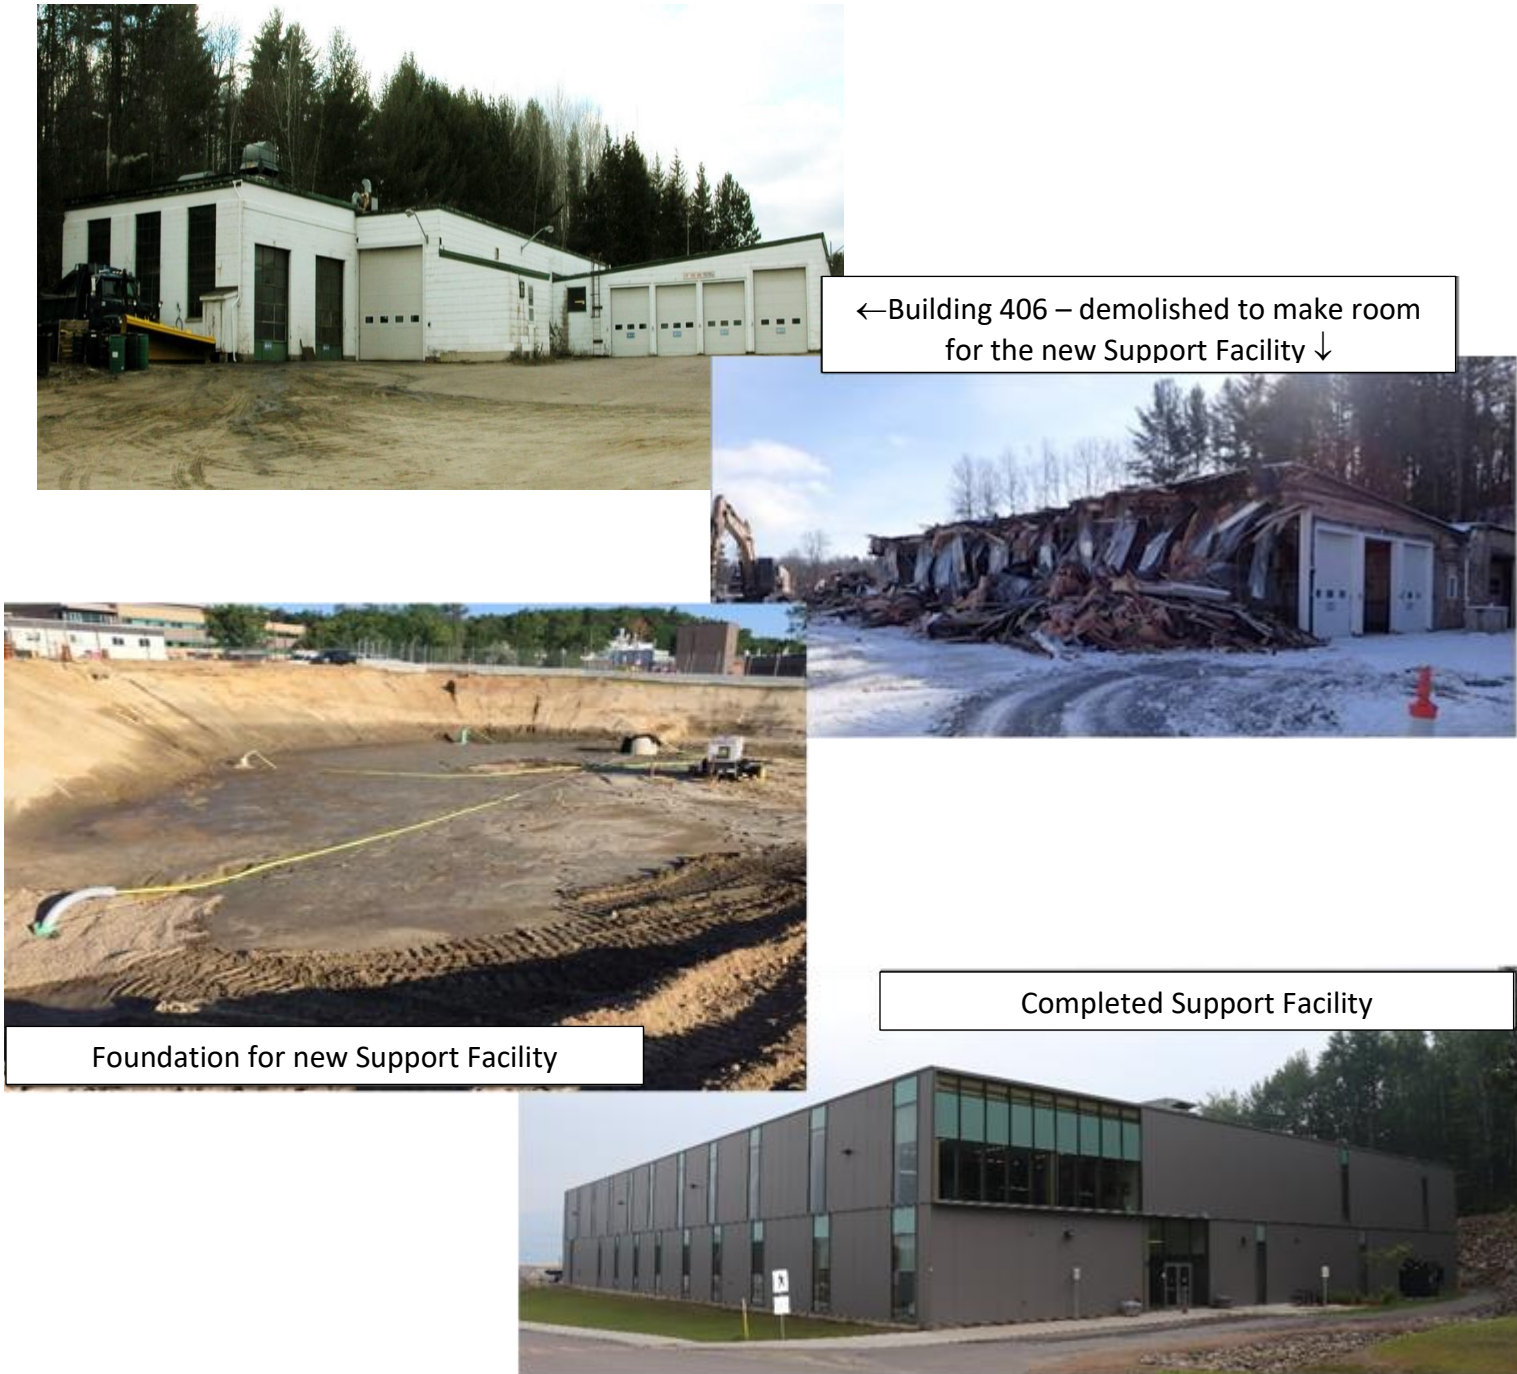 ←Building 406 – demolished to make room
for the new Support Facility ↓
Foundation for new Support Facility
Completed Support Facility